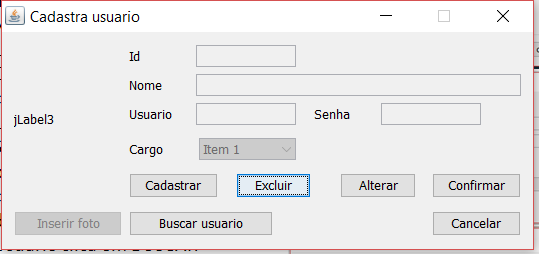 Cadastra usuario
Id
Nome
jLabel3
Usuario Senha
Cargo Item 1
Cadastrar Excluir Alterar Confirmar
Inserir foto Buscar usuario Cancelar